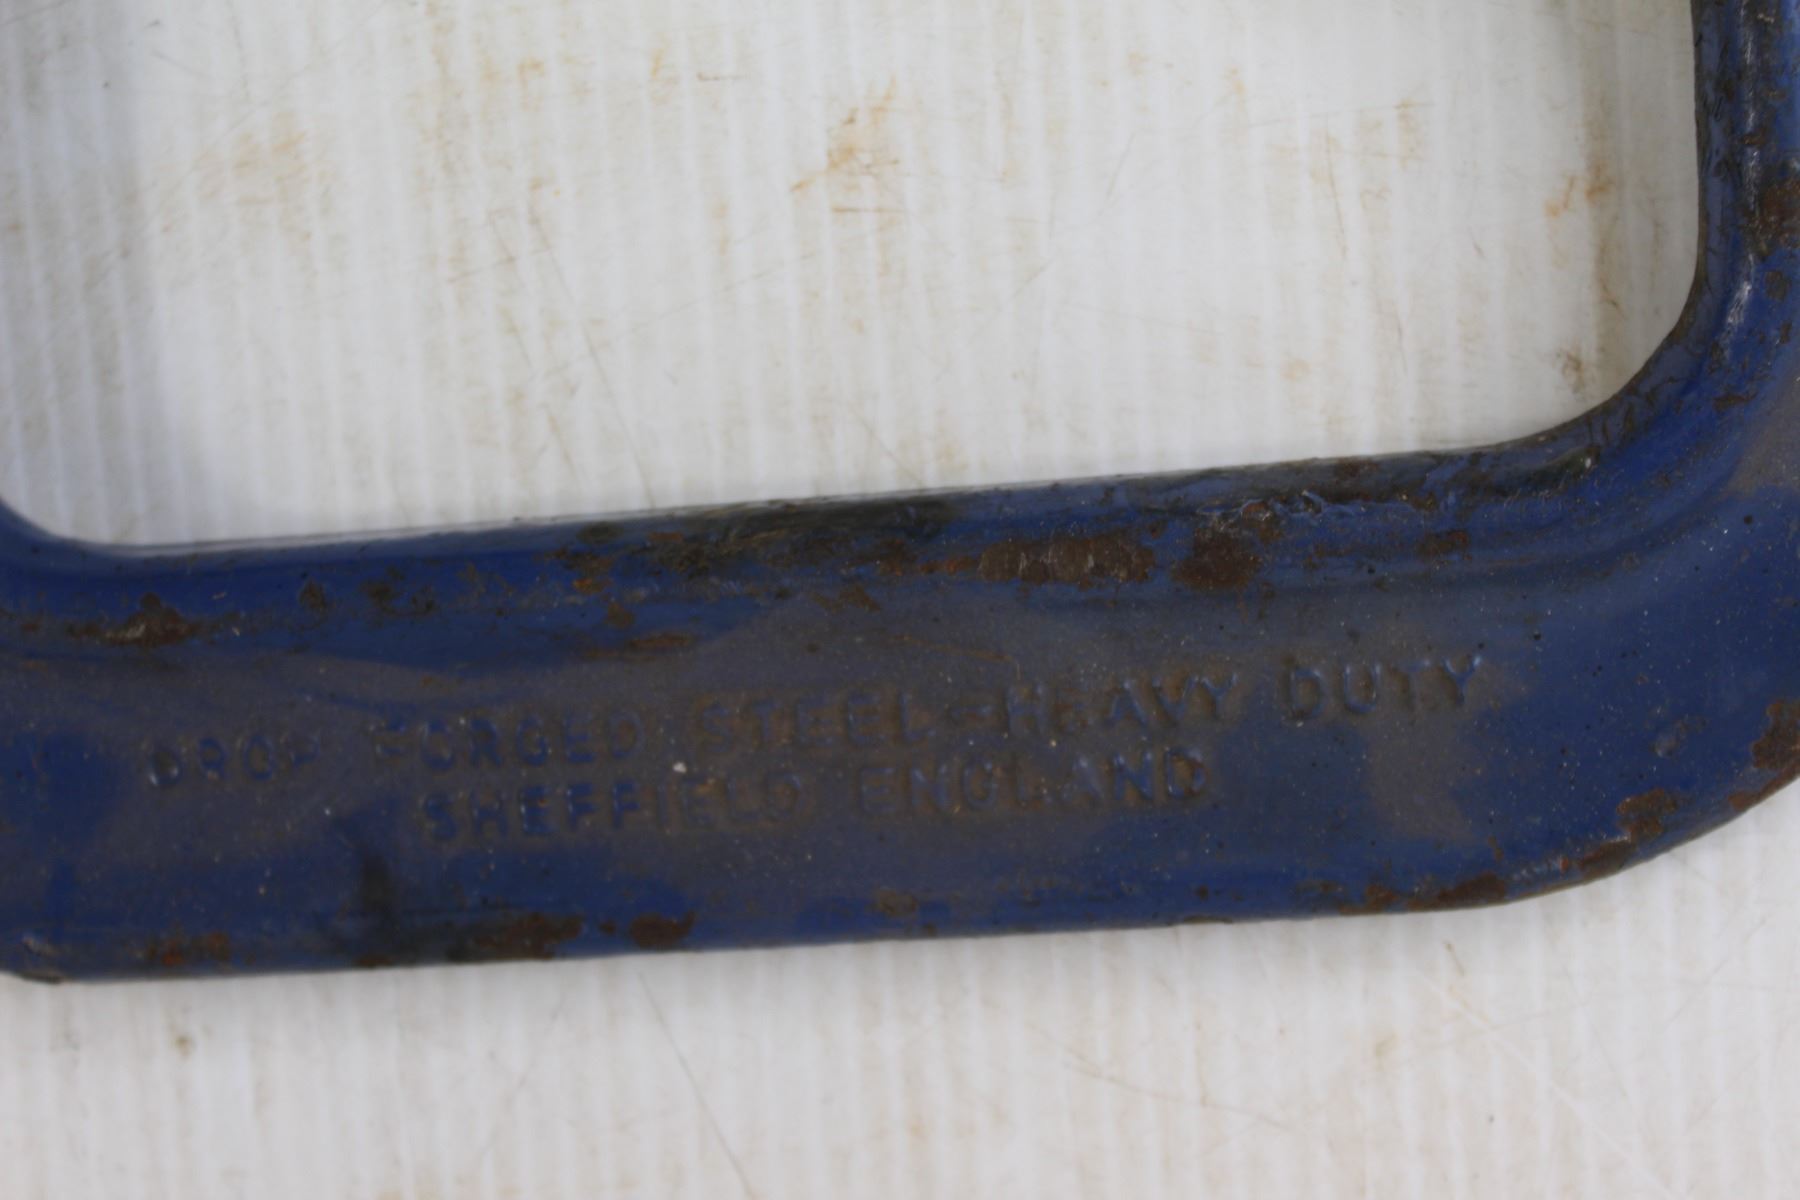 DROP FORGED STEEL-HEAVY DUTY
SHEFFIELD ENGLAND